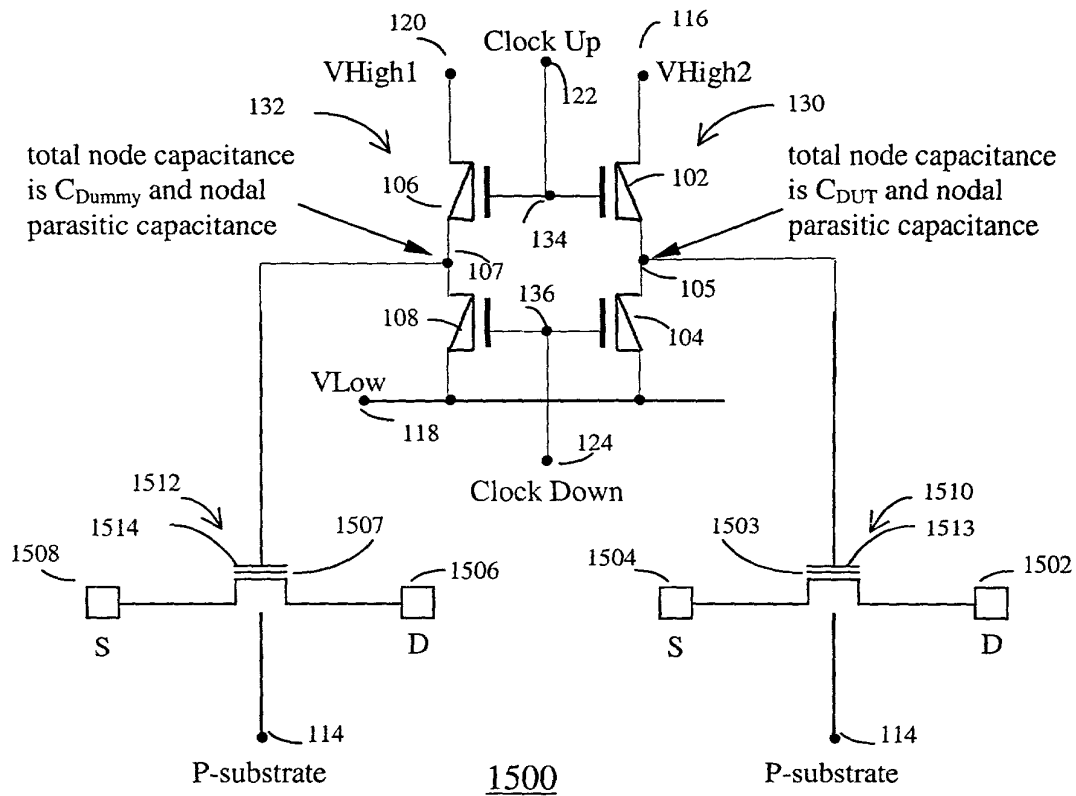 120
116
Clock Up
VHigh1
VHigh2
122
132
130
total node capacitance
is C_Dummy and nodal
parasitic capacitance
total node capacitance
is C_DUT and nodal
parasitic capacitance
106
102
134
107
105
136
108
104
VLow
118
124
Clock Down
1512
1510
1514
1507
1503
1513
1508
1506
1504
1502
S
D
S
D
114
114
P-substrate
P-substrate
1500